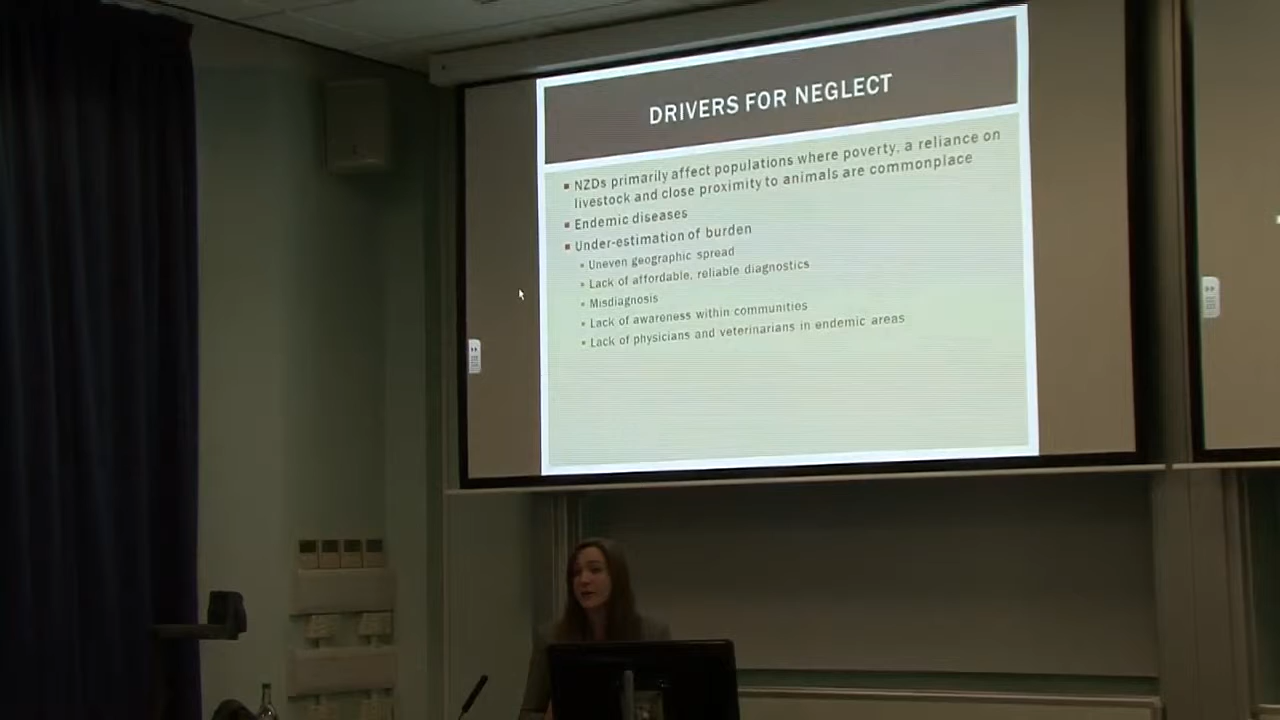 DRIVERS FOR NEGLECT
NZDs primarily affect populations where poverty, a reliance on
livestock and close proximity to animals are commonplace
Endemic diseases
Under-estimation of burden
Uneven geographic spread
Lack of affordable, reliable diagnostics
Misdiagnosis
Lack of awareness within communities
Lack of physicians and veterinarians in endemic areas